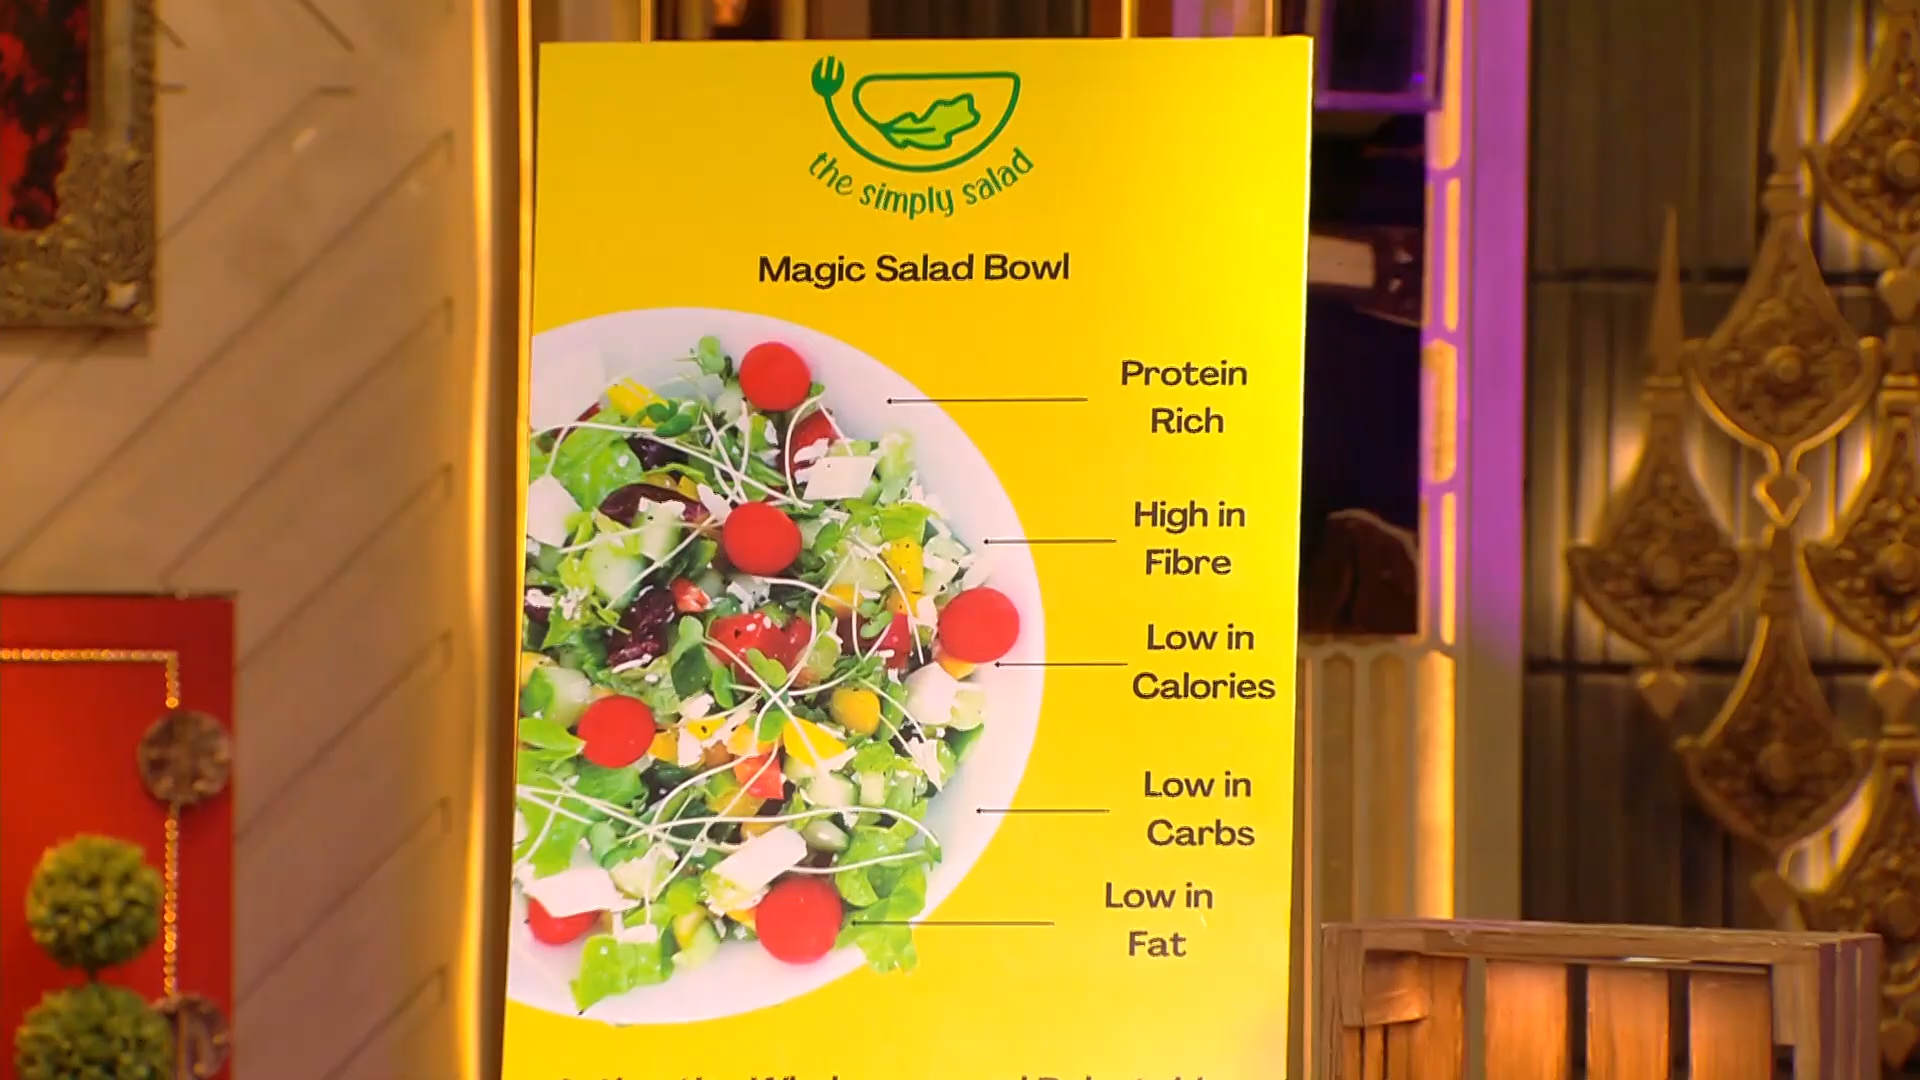 the simply salad
Magic Salad Bowl
Protein
Rich
High in
Fibre
Low in
Calories
Low in
Carbs
Low in
Fat